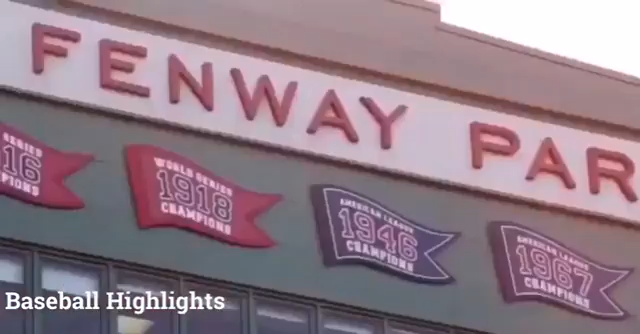 FENWAY PAR
SERIES
16
PIONS
WORLD SERIES
1918
CHAMPIONS
AMERICAN LEAGUE
1946
CHAMPIONS
AMERICAN LEAGUE
1967
CHAMPIONS
Baseball Highlights